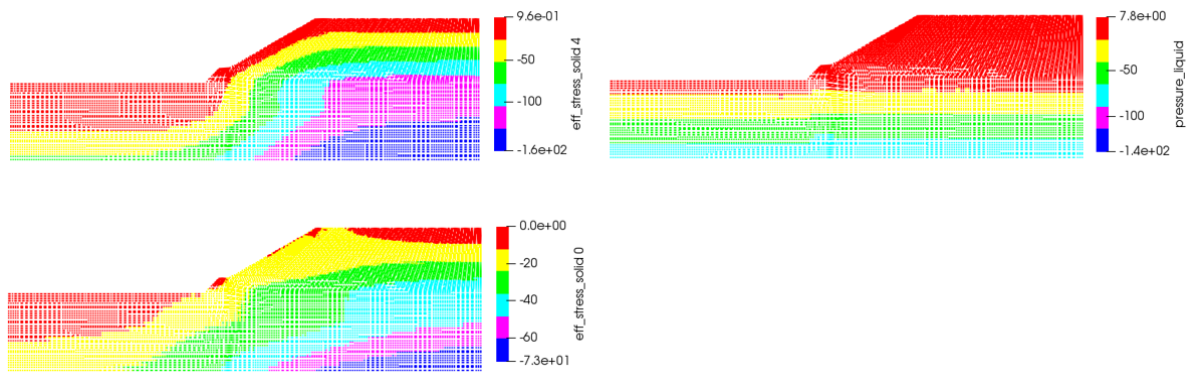 9.6e-01
-50
-100
-1.6e+02
eff_stress_solid 4
7.8e+00
-50
-100
-1.4e+02
pressure_liquid
0.0e+00
-20
-40
-60
-7.3e+01
eff_stress_solid 0